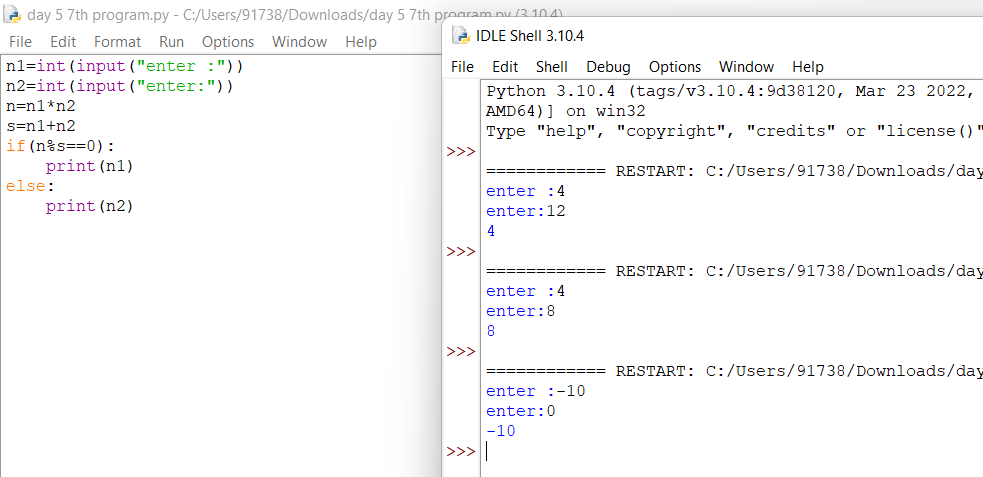 day 5 7th program.py - C:/Users/91738/Downloads/day 5 7th program.py (3.10.4)
File Edit Format Run Options Window Help
n1=int(input("enter :"))
n2=int(input("enter:"))
n=n1*n2
s=n1+n2
if(n%s==0):
    print(n1)
else:
    print(n2)
IDLE Shell 3.10.4
File Edit Shell Debug Options Window Help
Python 3.10.4 (tags/v3.10.4:9d38120, Mar 23 2022,
AMD64)] on win32
Type "help", "copyright", "credits" or "license()"
>>>
============ RESTART: C:/Users/91738/Downloads/day
enter :4
enter:12
4
>>>
============ RESTART: C:/Users/91738/Downloads/day
enter :4
enter:8
8
>>>
============ RESTART: C:/Users/91738/Downloads/day
enter :-10
enter:0
-10
>>>